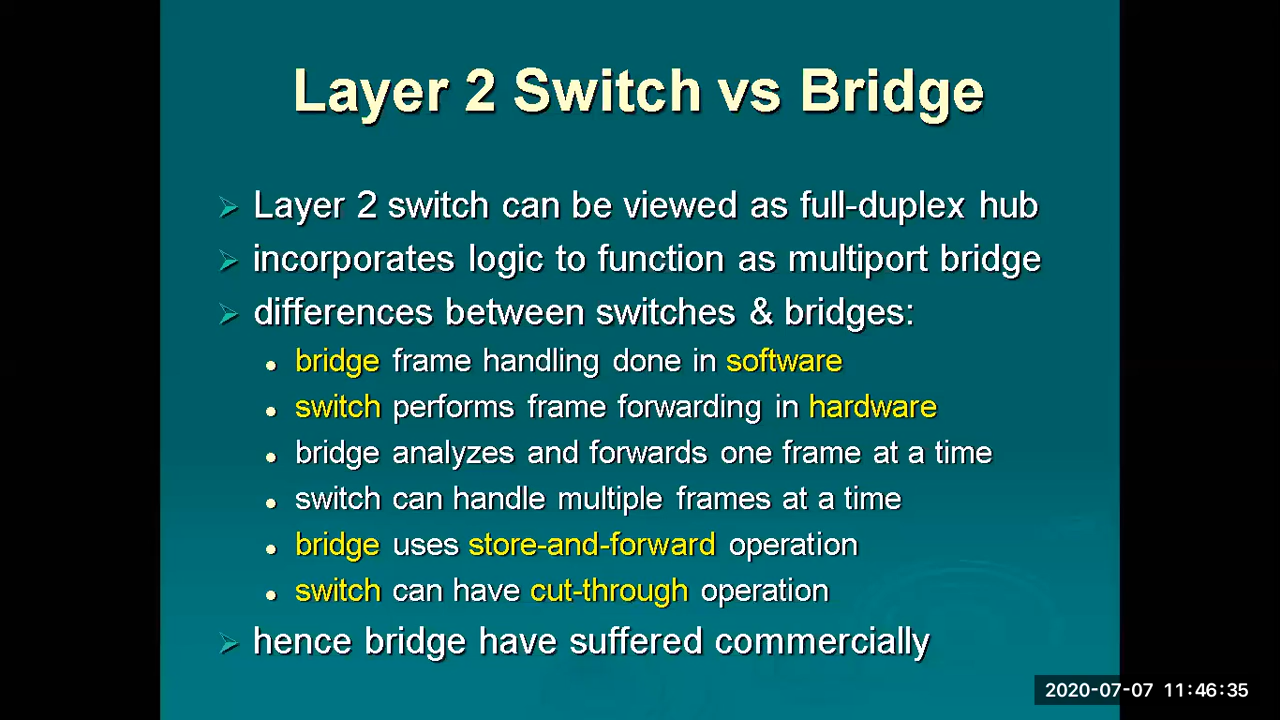 Layer 2 Switch vs Bridge
Layer 2 switch can be viewed as full-duplex hub
incorporates logic to function as multiport bridge
differences between switches & bridges:
bridge frame handling done in software
switch performs frame forwarding in hardware
bridge analyzes and forwards one frame at a time
switch can handle multiple frames at a time
bridge uses store-and-forward operation
switch can have cut-through operation
hence bridge have suffered commercially
2020-07-07 11:46:35